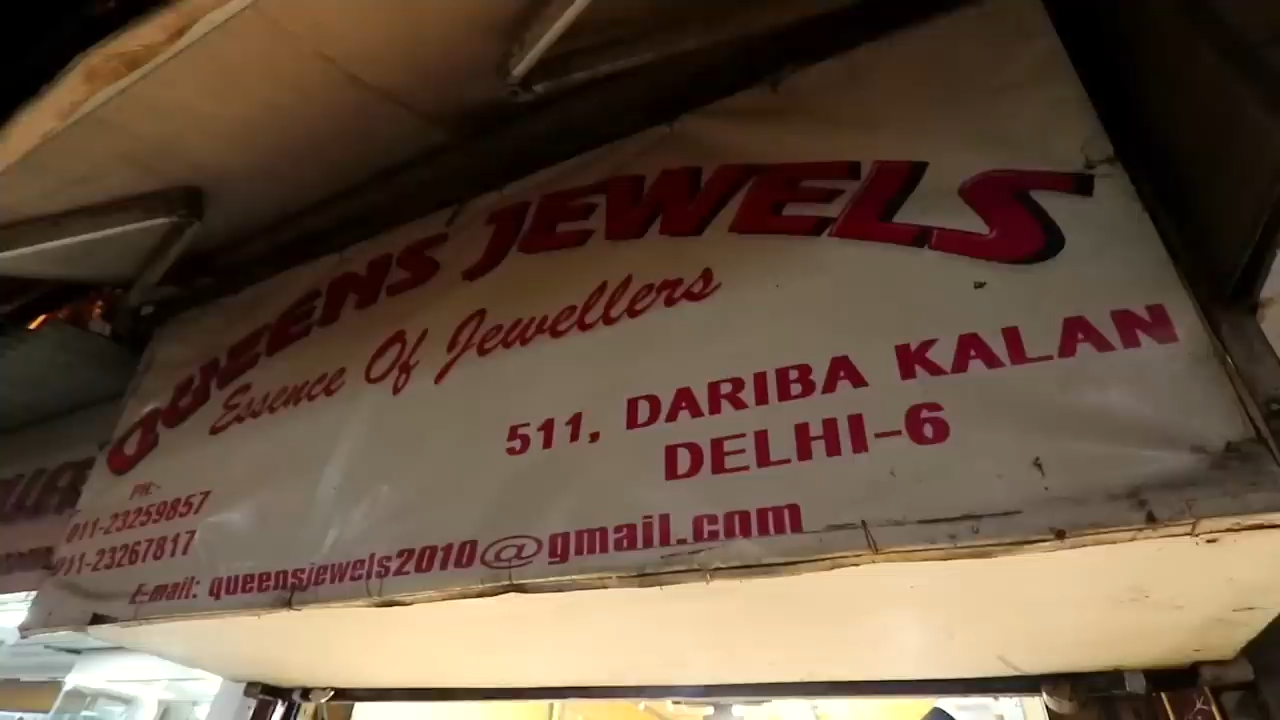 QUEENS JEWELS
Essence Of Jewellers
511, DARIBA KALAN
DELHI-6
PH:-
011-23259857
011-23267817
E-mail: queensjewels2010@gmail.com